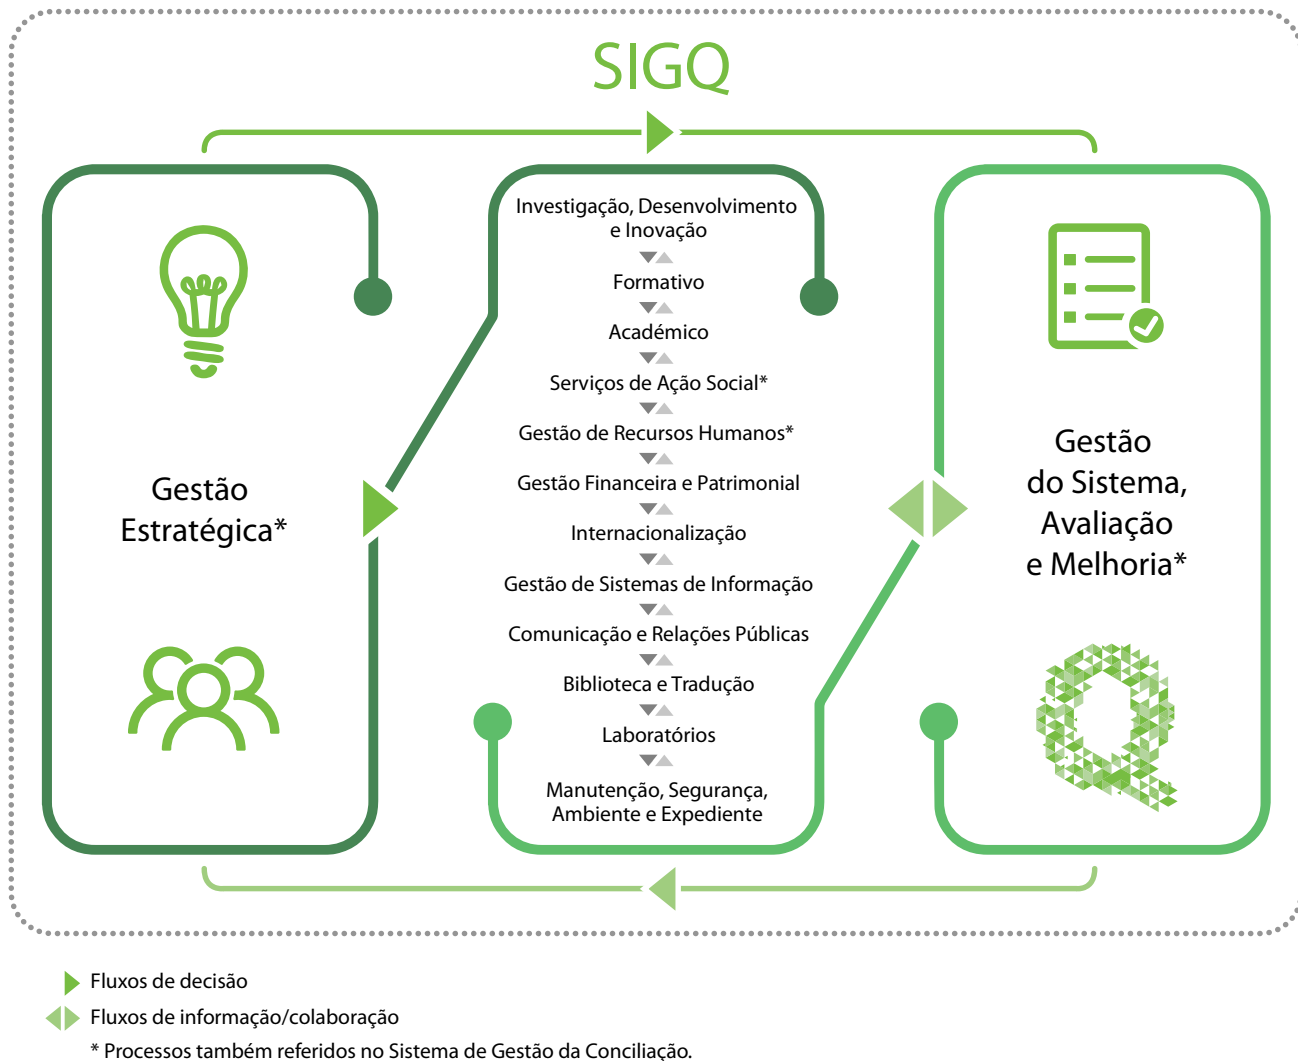 SIGQ
Gestão
Estratégica*
Investigação, Desenvolvimento
e Inovação
Formativo
Académico
Serviços de Ação Social*
Gestão de Recursos Humanos*
Gestão Financeira e Patrimonial
Internacionalização
Gestão de Sistemas de Informação
Comunicação e Relações Públicas
Biblioteca e Tradução
Laboratórios
Manutenção, Segurança,
Ambiente e Expediente
Gestão
do Sistema,
Avaliação
e Melhoria*
Q
Fluxos de decisão
Fluxos de informação/colaboração
* Processos também referidos no Sistema de Gestão da Conciliação.